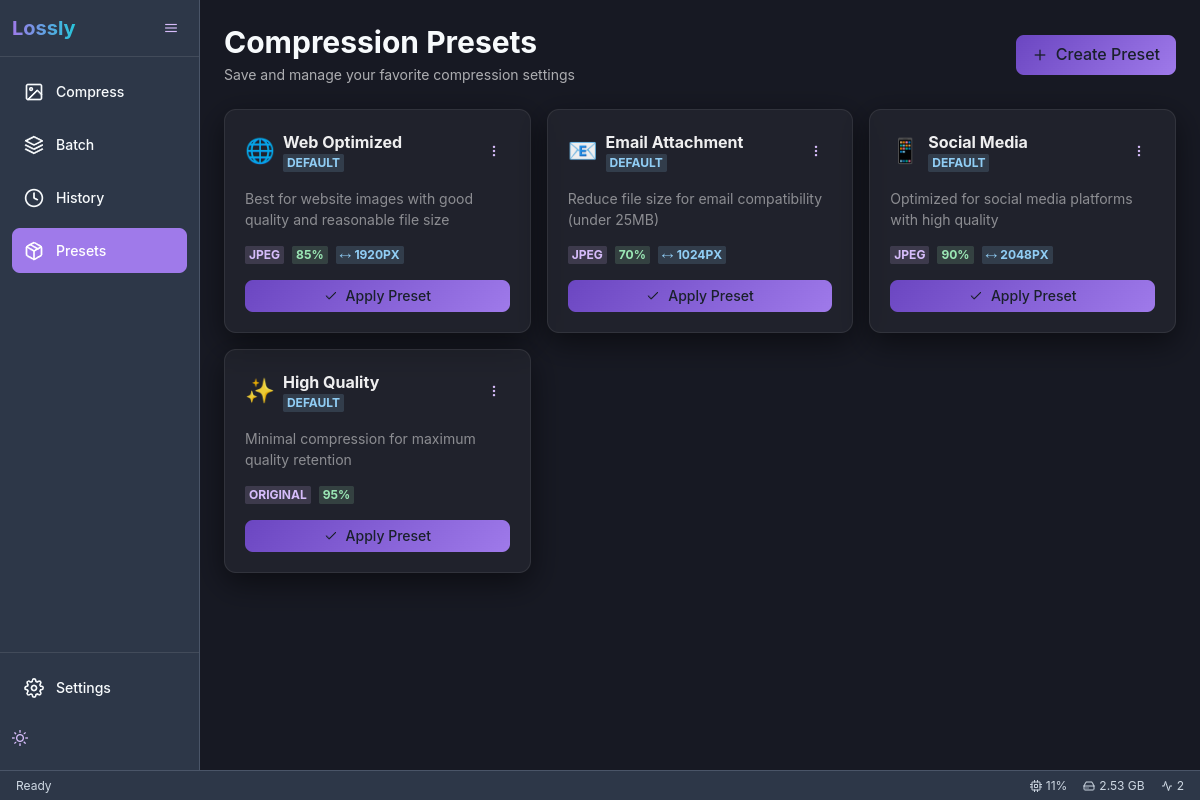 Lossly
Compress
Batch
History
Presets
Settings
Compression Presets
Save and manage your favorite compression settings
Create Preset
Web Optimized
DEFAULT
Best for website images with good
quality and reasonable file size
JPEG 85% ↔ 1920PX
Apply Preset
Email Attachment
DEFAULT
Reduce file size for email compatibility
(under 25MB)
JPEG 70% ↔ 1024PX
Apply Preset
Social Media
DEFAULT
Optimized for social media platforms
with high quality
JPEG 90% ↔ 2048PX
Apply Preset
High Quality
DEFAULT
Minimal compression for maximum
quality retention
ORIGINAL 95%
Apply Preset
Ready
11% 2.53 GB 2